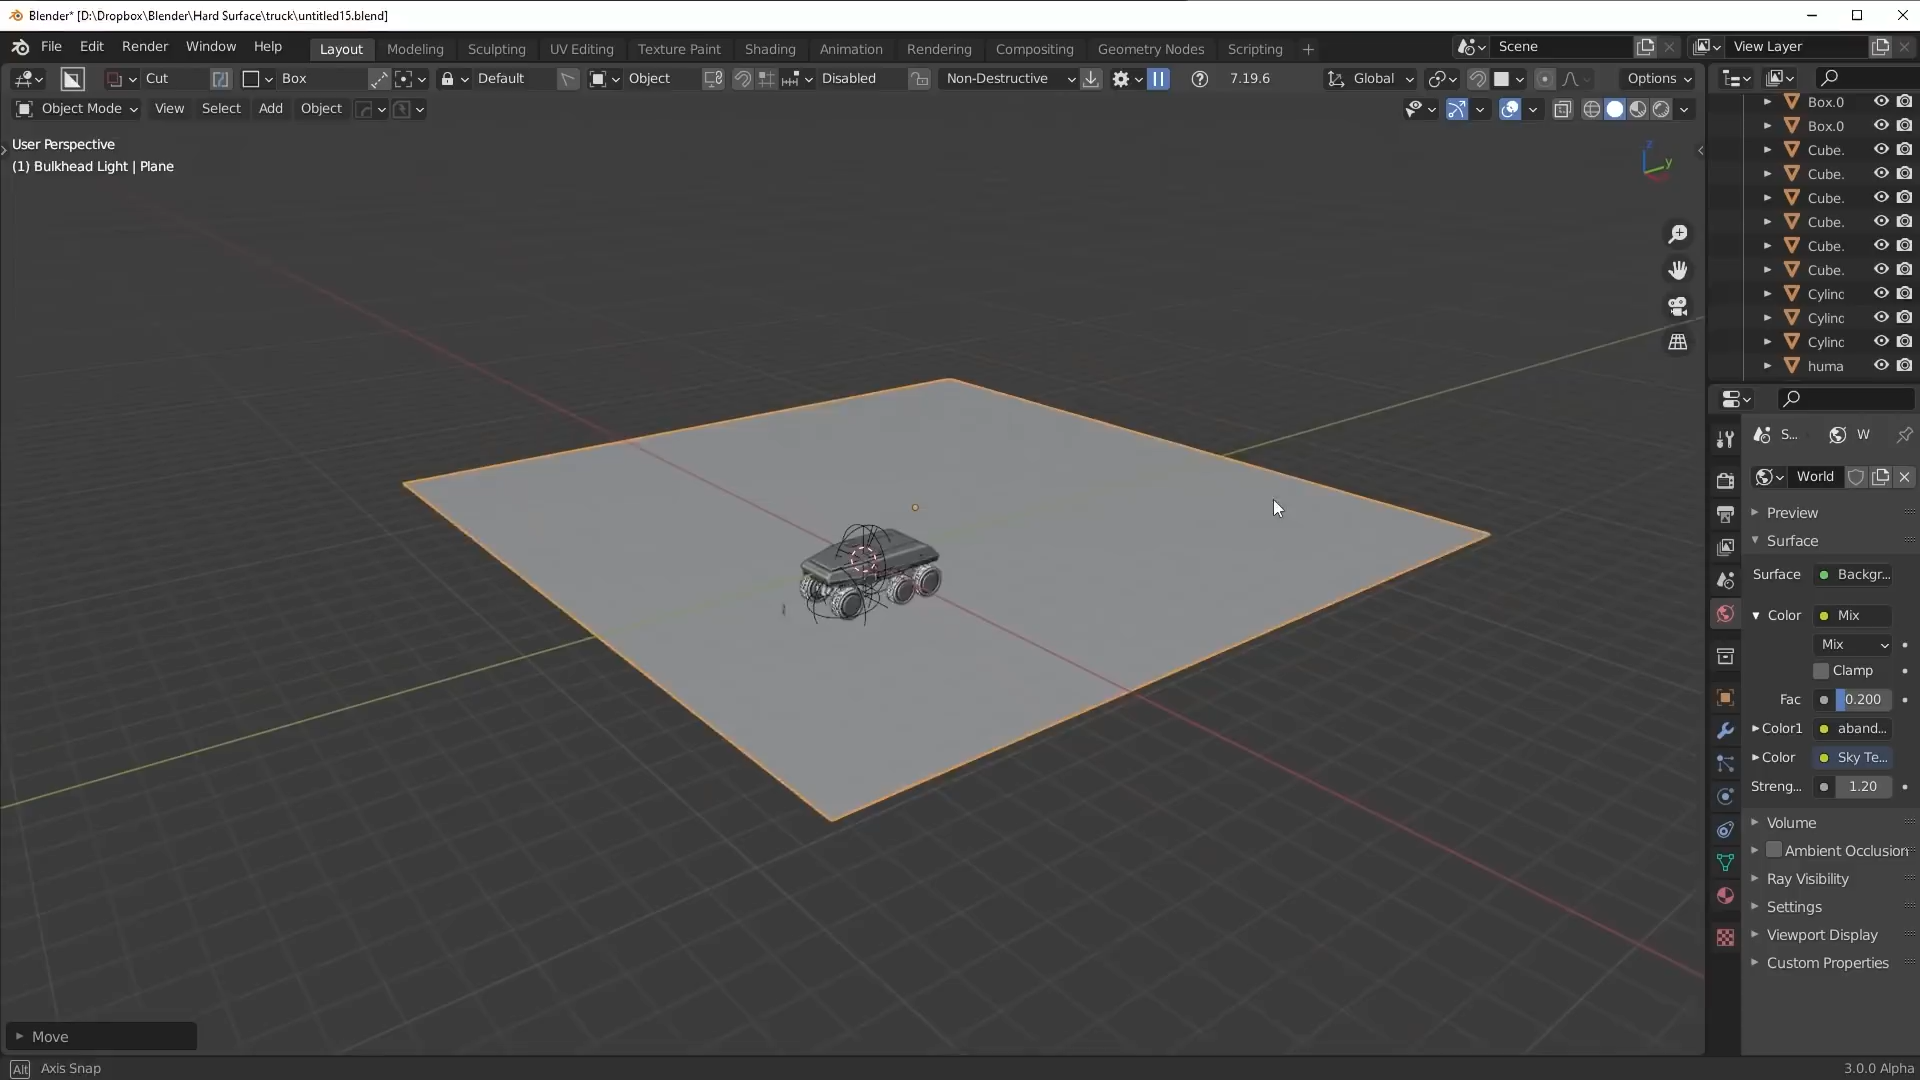 Blender* [D:\Dropbox\Blender\Hard Surface\truck\untitled15.blend]
File Edit Render Window Help Layout Modeling Sculpting UV Editing Texture Paint Shading Animation Rendering Compositing Geometry Nodes Scripting + Scene View Layer
Cut Box Default Object Disabled Non-Destructive 7.19.6 Global Options
Object Mode View Select Add Object
User Perspective
(1) Bulkhead Light | Plane
Z
y
Box.0
Box.0
Cube.
Cube.
Cube.
Cube.
Cube.
Cube.
Cylinc
Cylinc
Cylinc
huma
S... W
World
Preview
Surface
Surface Backgr...
Color Mix
Mix
Clamp
Fac 0.200
Color1 aband...
Color Sky Te...
Streng... 1.20
Volume
Ambient Occlusion
Ray Visibility
Settings
Viewport Display
Custom Properties
Move
Alt Axis Snap
3.0.0 Alpha